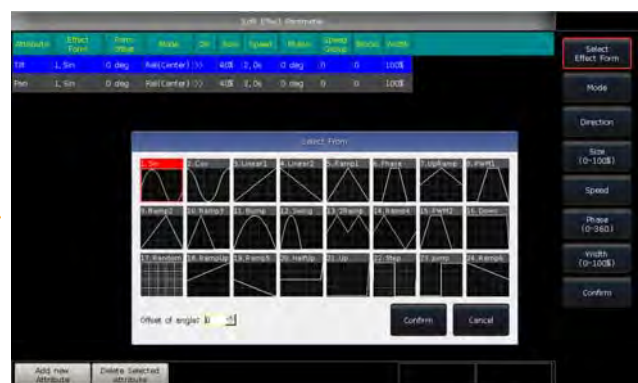 Edit Effect Parameter
Attribute Effect Form Form Offset Mode Dir Size Speed Phase Speed Group Blocks Width
Tilt 1. Sin 0 deg Rel(Center) >> 40% 2.0s 0 deg 0 0 100%
Pan 1. Sin 0 deg Rel(Center) >> 40% 2.0s 0 deg 0 0 100%
Select From
1.Sin 2.Cos 3.Linear1 4.Linear2 5.Ramp1 6.Phase 7.UpRamp 8.PWM1
9.Ramp2 10.Ramp3 11.Bump 12.Swing 13.2Ramp 14.Ramp4 15.PWM2 16.Down
17.Random 18.RampUp 19.Ramp5 20.HalfUp 21.Up 22.Step 23.Jump 24.Ramp6
Offset of angle: 0
Confirm
Cancel
Select
Effect Form
Mode
Direction
Size
(0-100%)
Speed
Phase
(0-360)
Width
(0-100%)
Confirm
Add new
Attribute
Delete Selected
attribute